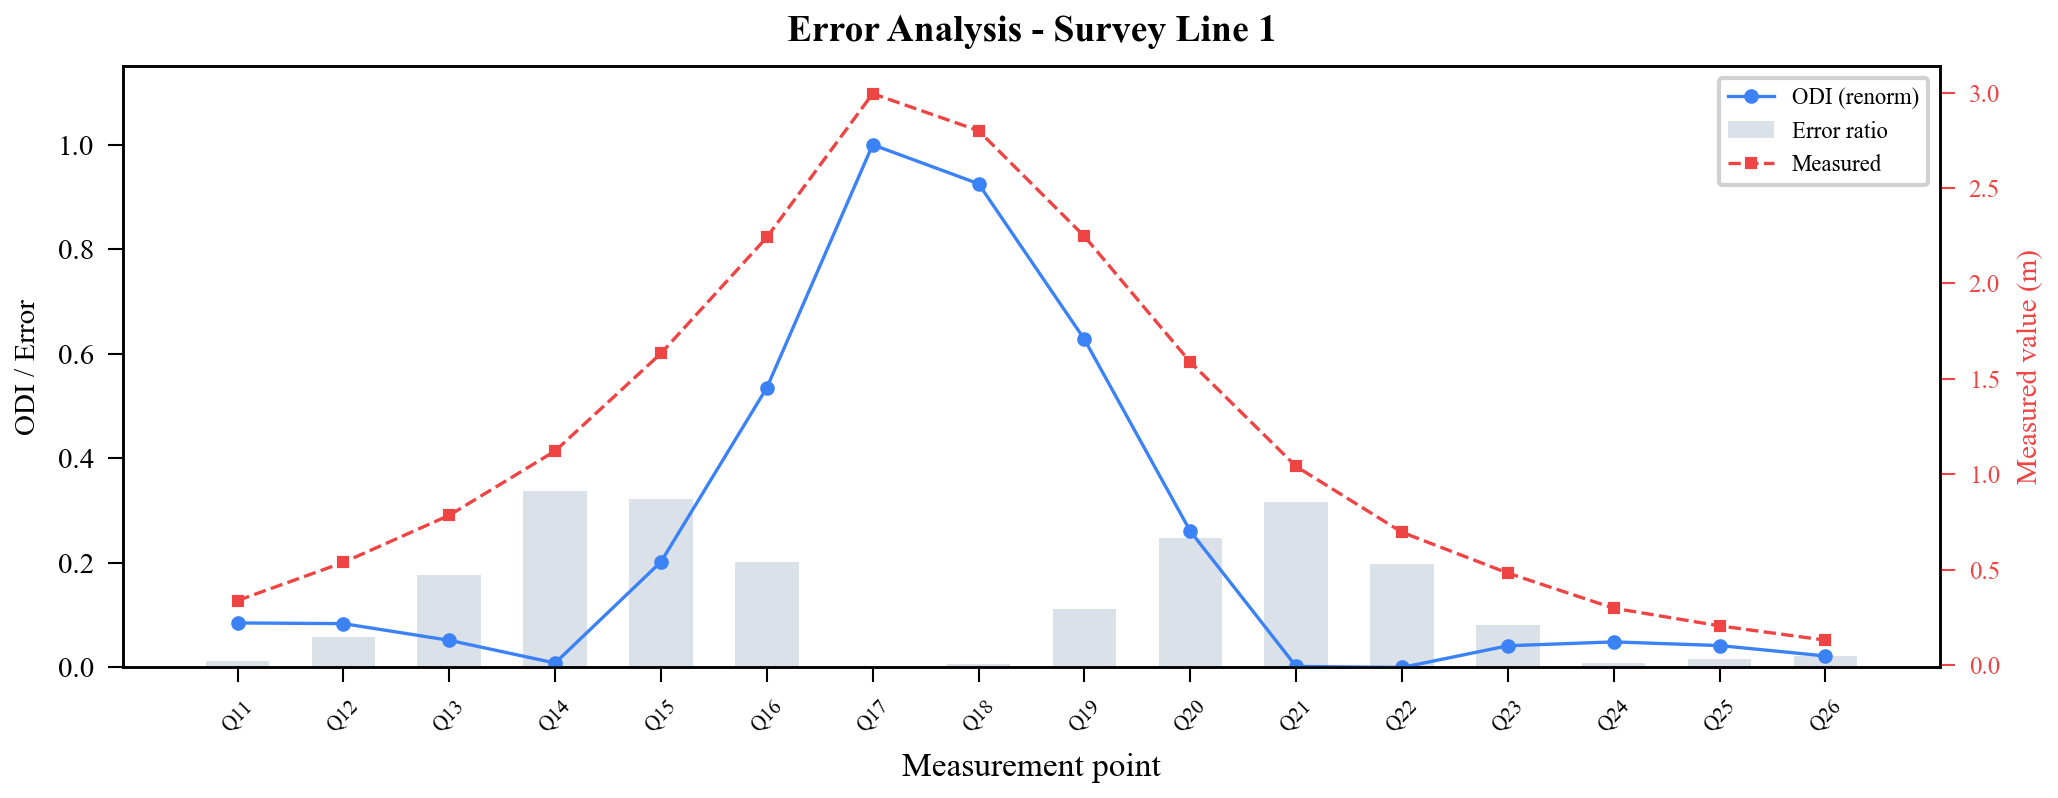 Error Analysis - Survey Line 1
ODI (renorm)
Error ratio
Measured
ODI / Error
1.0
0.8
0.6
0.4
0.2
0.0
3.0
2.5
2.0
1.5
1.0
0.5
0.0
Measured value (m)
Q11 Q12 Q13 Q14 Q15 Q16 Q17 Q18 Q19 Q20 Q21 Q22 Q23 Q24 Q25 Q26
Measurement point